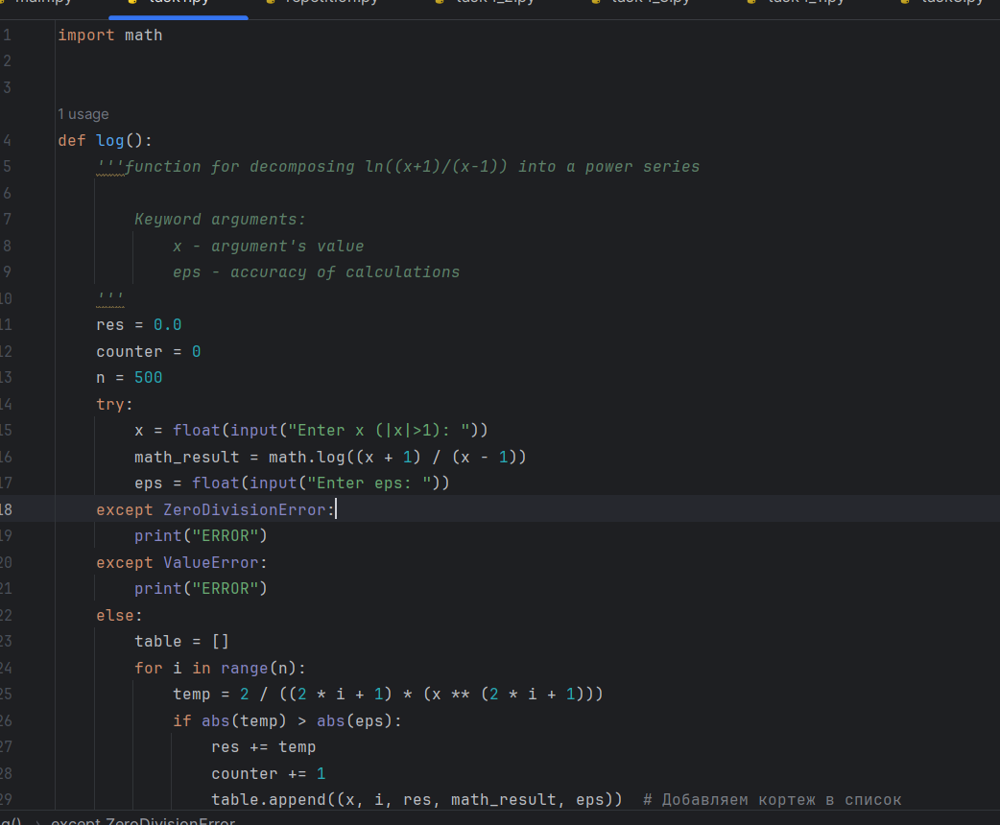 import math
1 usage
def log():
'''function for decomposing ln((x+1)/(x-1)) into a power series
Keyword arguments:
x - argument's value
eps - accuracy of calculations
'''
res = 0.0
counter = 0
n = 500
try:
x = float(input("Enter x (|x|>1): "))
math_result = math.log((x + 1) / (x - 1))
eps = float(input("Enter eps: "))
except ZeroDivisionError:
print("ERROR")
except ValueError:
print("ERROR")
else:
table = []
for i in range(n):
temp = 2 / ((2 * i + 1) * (x ** (2 * i + 1)))
if abs(temp) > abs(eps):
res += temp
counter += 1
table.append((x, i, res, math_result, eps))  # Добавляем кортеж в список
except ZeroDivisionError